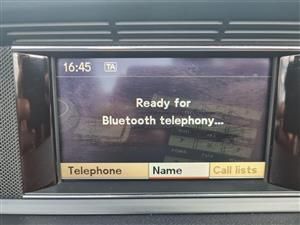 16:45 TA
Ready for
Bluetooth telephony...
Telephone Name Call lists